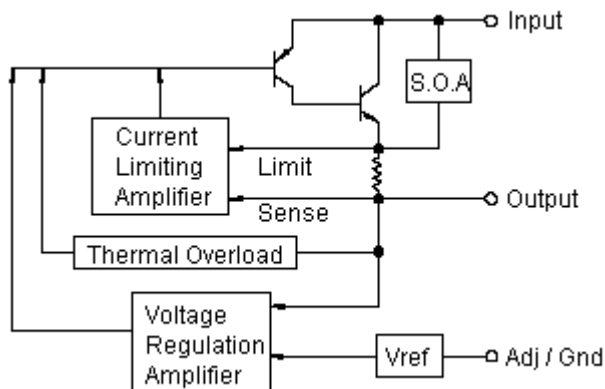 Input
S.O.A
Current
Limiting
Amplifier
Limit
Sense
Output
Thermal Overload
Voltage
Regulation
Amplifier
Vref
Adj / Gnd